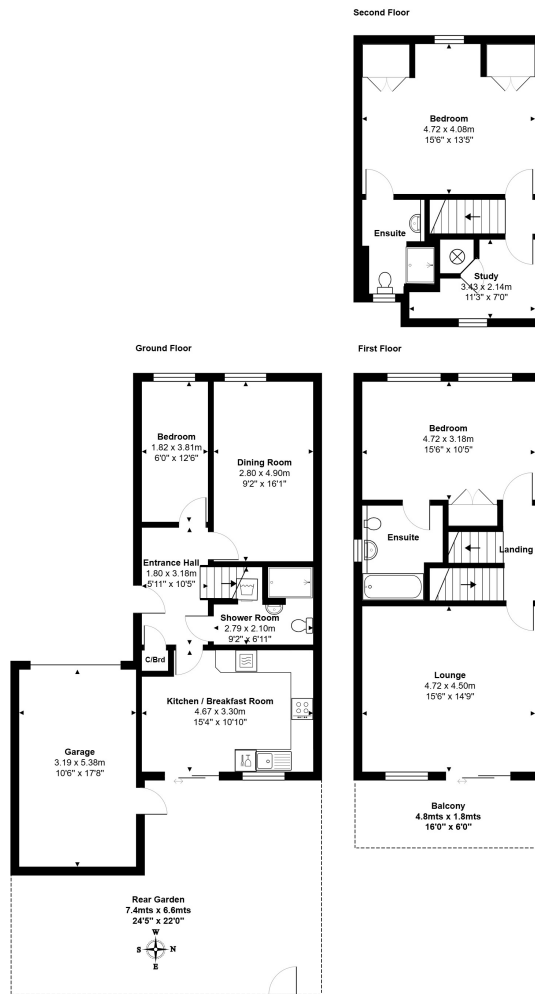 Second Floor
Bedroom
4.72 x 4.08m
15'6" x 13'5"
Ensuite
Study
3.43 x 2.14m
11'3" x 7'0"
Ground Floor
Bedroom
1.82 x 3.81m
6'0" x 12'6"
Dining Room
2.80 x 4.90m
9'2" x 16'1"
Entrance Hall
1.80 x 3.18m
5'11" x 10'5"
Shower Room
2.79 x 2.10m
9'2" x 6'11"
C/Brd
Kitchen / Breakfast Room
4.67 x 3.30m
15'4" x 10'10"
Garage
3.19 x 5.38m
10'6" x 17'8"
Rear Garden
7.4mts x 6.6mts
24'5" x 22'0"
W
S N
E
First Floor
Bedroom
4.72 x 3.18m
15'6" x 10'5"
Ensuite
Landing
Lounge
4.72 x 4.50m
15'6" x 14'9"
Balcony
4.8mts x 1.8mts
16'0" x 6'0"